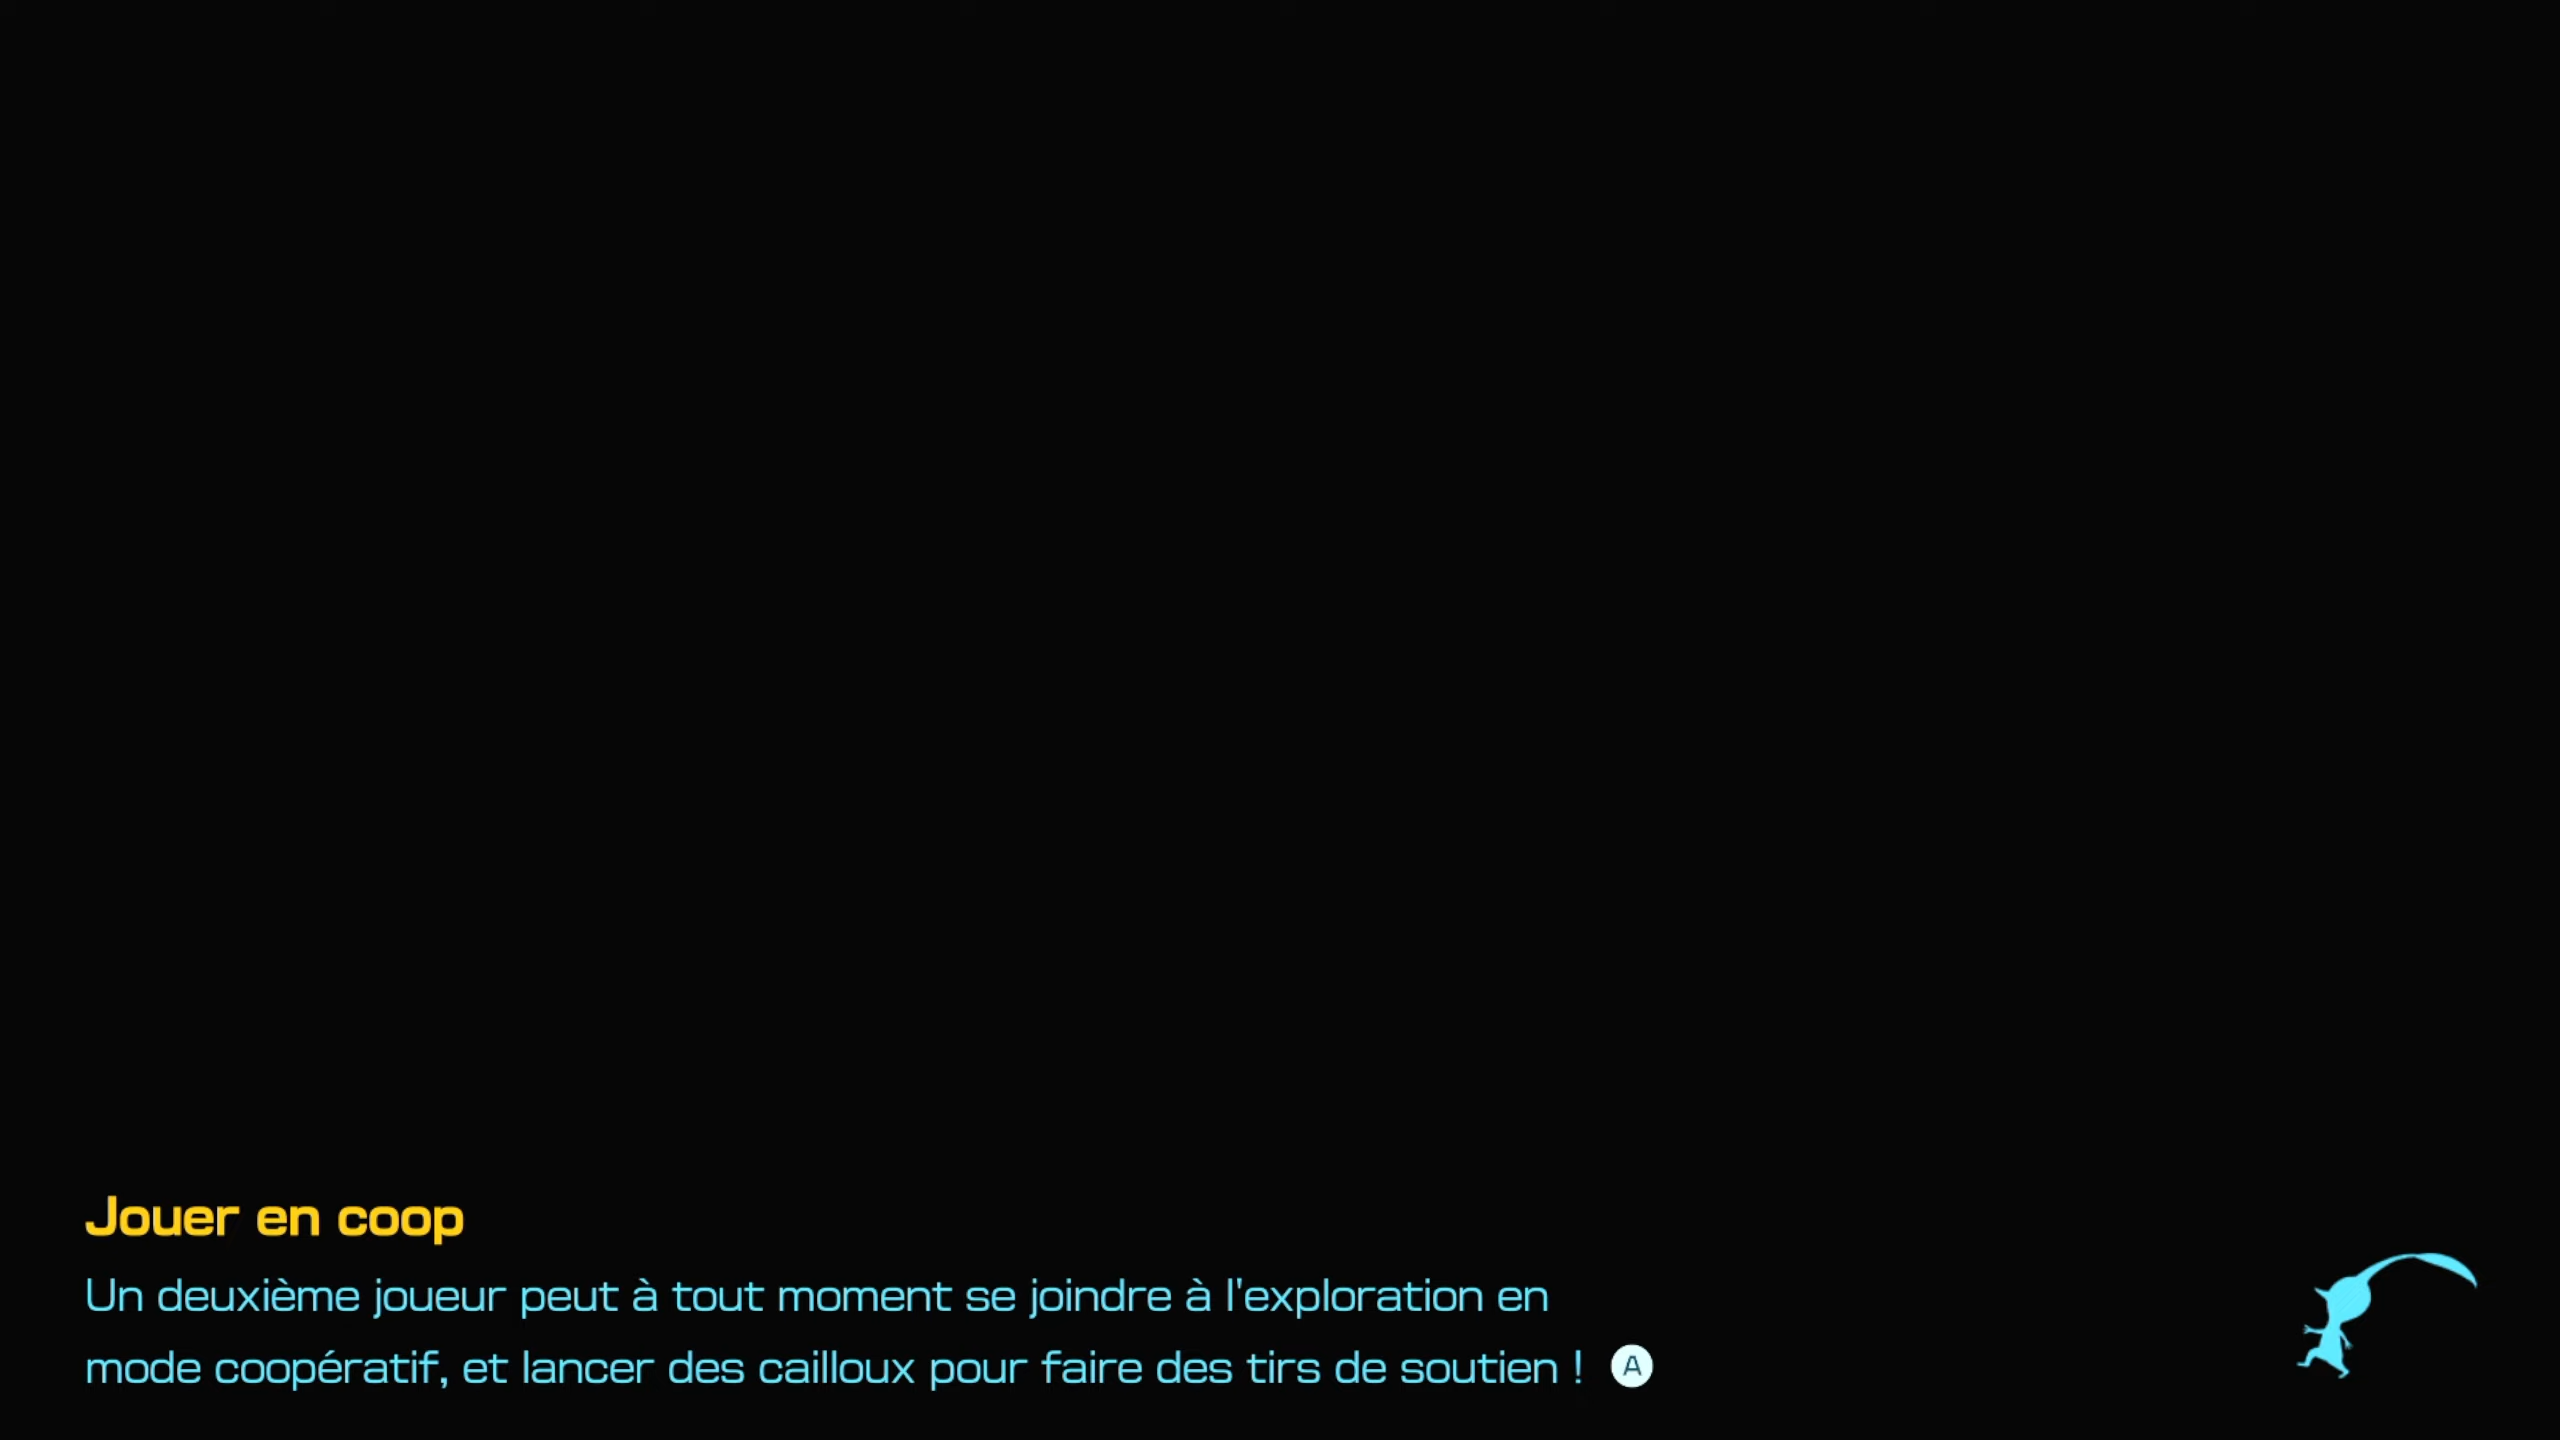 Jouer en coop
Un deuxième joueur peut à tout moment se joindre à l'exploration en
mode coopératif, et lancer des cailloux pour faire des tirs de soutien ! A